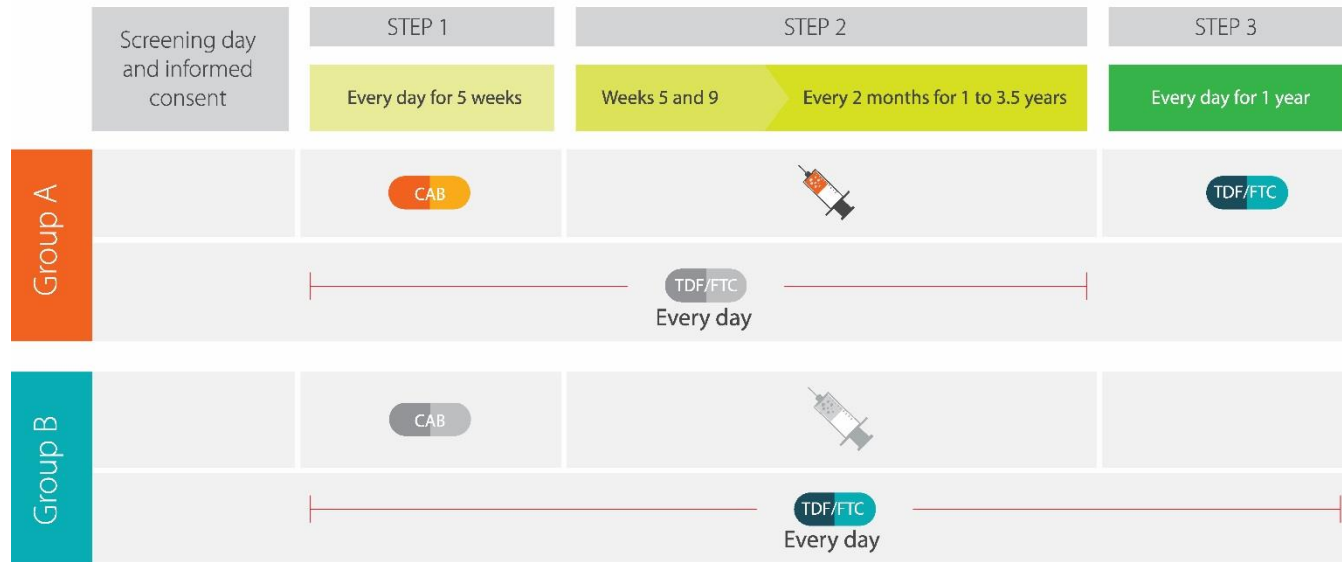 Screening day
and informed
consent
STEP 1
STEP 2
STEP 3
Every day for 5 weeks
Weeks 5 and 9
Every 2 months for 1 to 3.5 years
Every day for 1 year
Group A
CAB
TDF/FTC
TDF/FTC
Every day
Group B
CAB
TDF/FTC
Every day